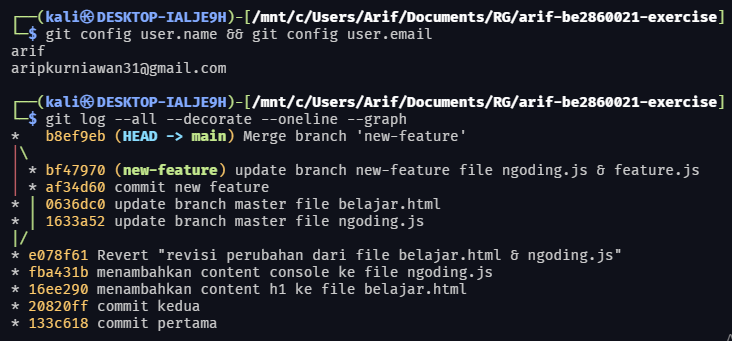 ┌──(kali㉿DESKTOP-IALJE9H)-[/mnt/c/Users/Arif/Documents/RG/arif-be2860021-exercise]
└─$ git config user.name && git config user.email
arif
aripkurniawan31@gmail.com
┌──(kali㉿DESKTOP-IALJE9H)-[/mnt/c/Users/Arif/Documents/RG/arif-be2860021-exercise]
└─$ git log --all --decorate --oneline --graph
*   b8ef9eb (HEAD -> main) Merge branch 'new-feature'
|\
| * bf47970 (new-feature) update branch new-feature file ngoding.js & feature.js
| * af34d60 commit new feature
* | 0636dc0 update branch master file belajar.html
* | 1633a52 update branch master file ngoding.js
|/
* e078f61 Revert "revisi perubahan dari file belajar.html & ngoding.js"
* fba431b menambahkan content console ke file ngoding.js
* 16ee290 menambahkan content h1 ke file belajar.html
* 20820ff commit kedua
* 133c618 commit pertama